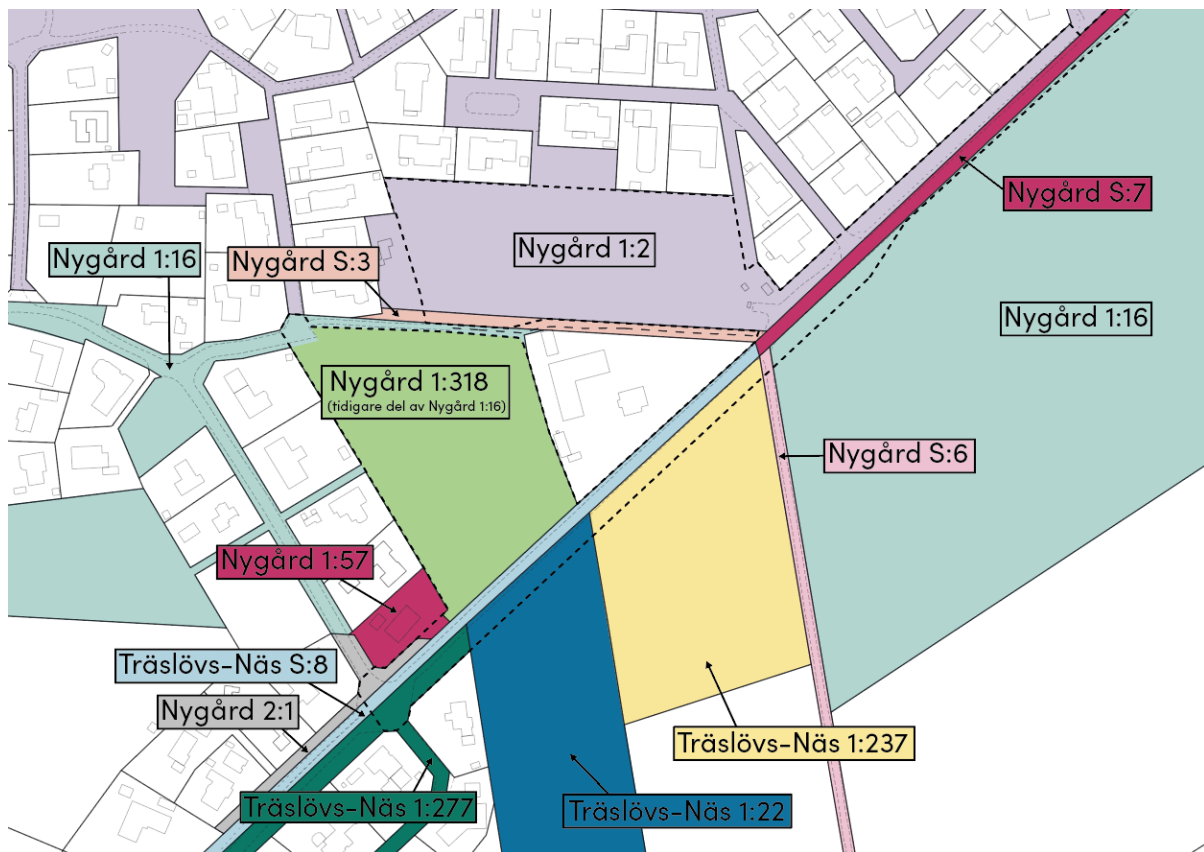 Nygård S:7
Nygård 1:2
Nygård 1:16
Nygård S:3
Nygård 1:16
Nygård 1:318
(tidigare del av Nygård 1:16)
Nygård S:6
Nygård 1:57
Träslövs-Näs S:8
Nygård 2:1
Träslövs-Näs 1:237
Träslövs-Näs 1:277
Träslövs-Näs 1:22